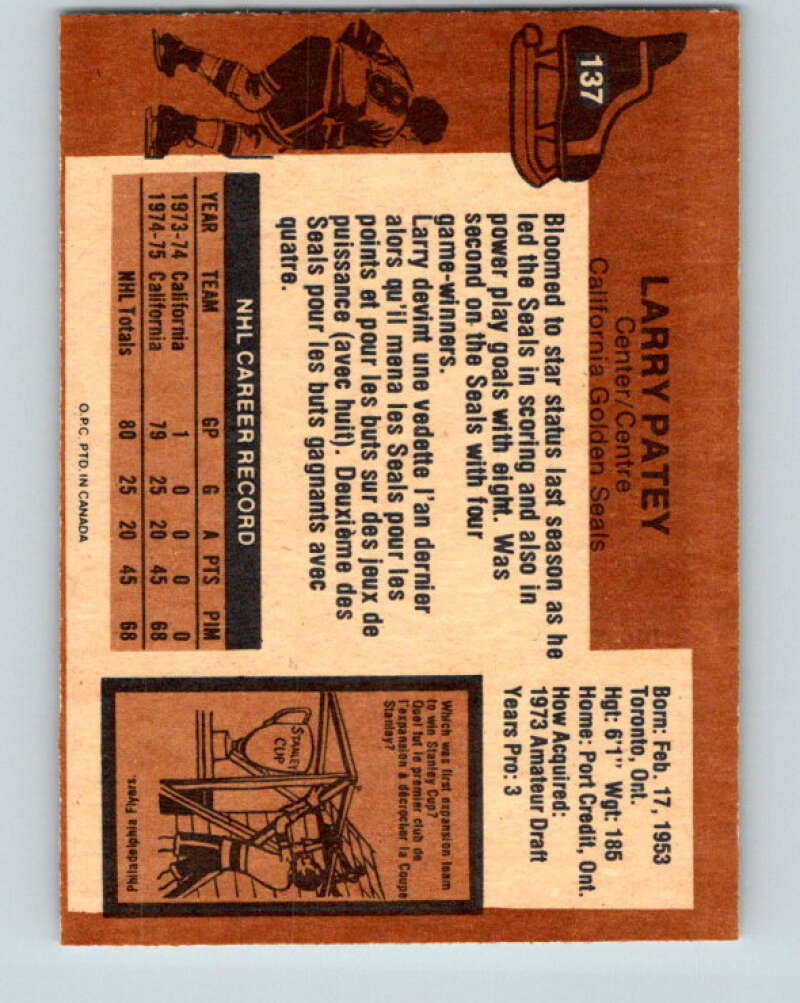 137
LARRY PATEY
Center/Centre
California Golden Seals
Born: Feb. 17, 1953
Toronto, Ont.
Hgt: 6'1" Wgt: 185
Home: Port Credit, Ont.
How Acquired:
1973 Amateur Draft
Years Pro: 3
Bloomed to star status last season as he
led the Seals in scoring and also in
power play goals with eight. Was
second on the Seals with four
game-winners.
Larry devint une vedette l'an dernier
alors qu'il mena les Seals pour les
points et pour les buts sur des jeux de
puissance (avec huit). Deuxième des
Seals pour les buts gagnants avec
quatre.
NHL CAREER RECORD
YEAR TEAM GP G A PTS PIM
1973-74 California 1 0 0 0 0
1974-75 California 79 25 20 45 68
NHL Totals 80 25 20 45 68
O.P.C. PTD. IN CANADA
Which was first expansion team
to win Stanley Cup?
Quel fut le premier club de
l'expansion à décrocher la Coupe
Stanley?
STANLEY
CUP
Philadelphia Flyers.
8